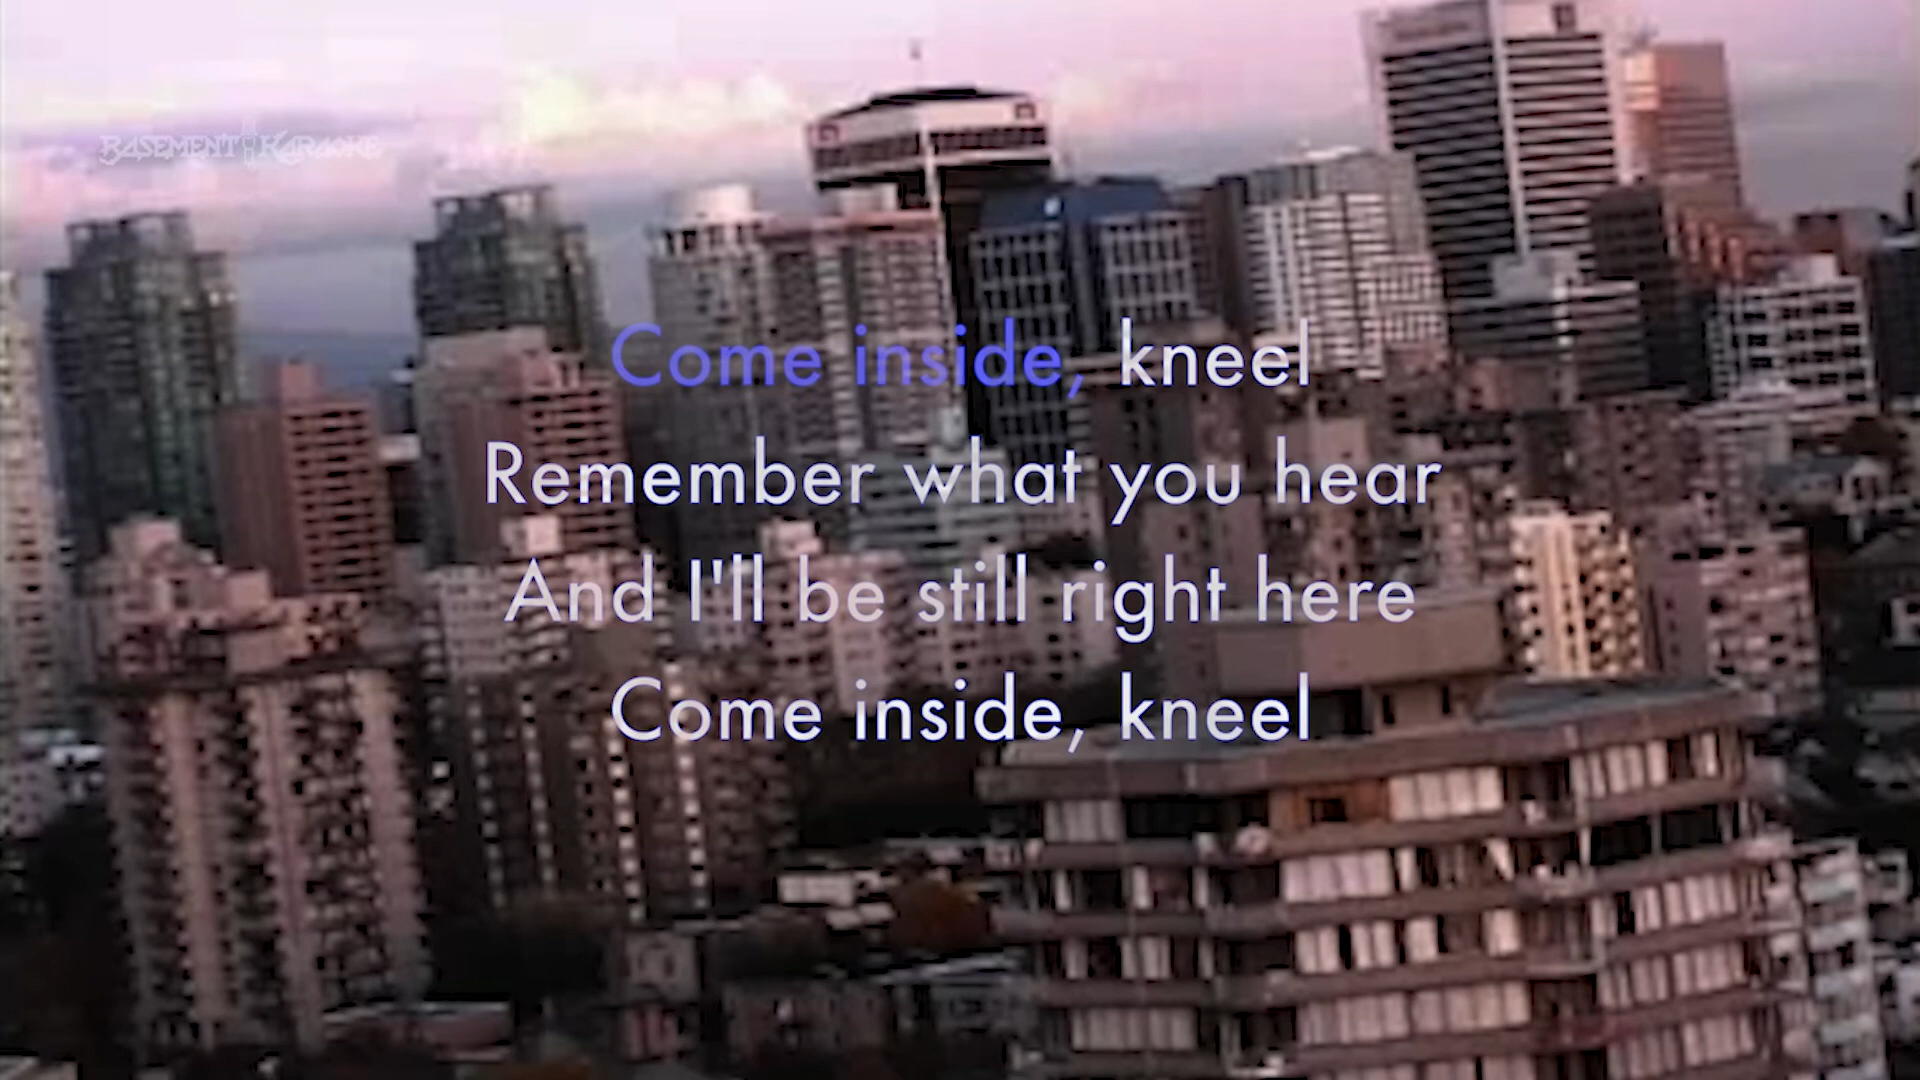 BASEMENT KARAOKE
Come inside, kneel
Remember what you hear
And I'll be still right here
Come inside, kneel